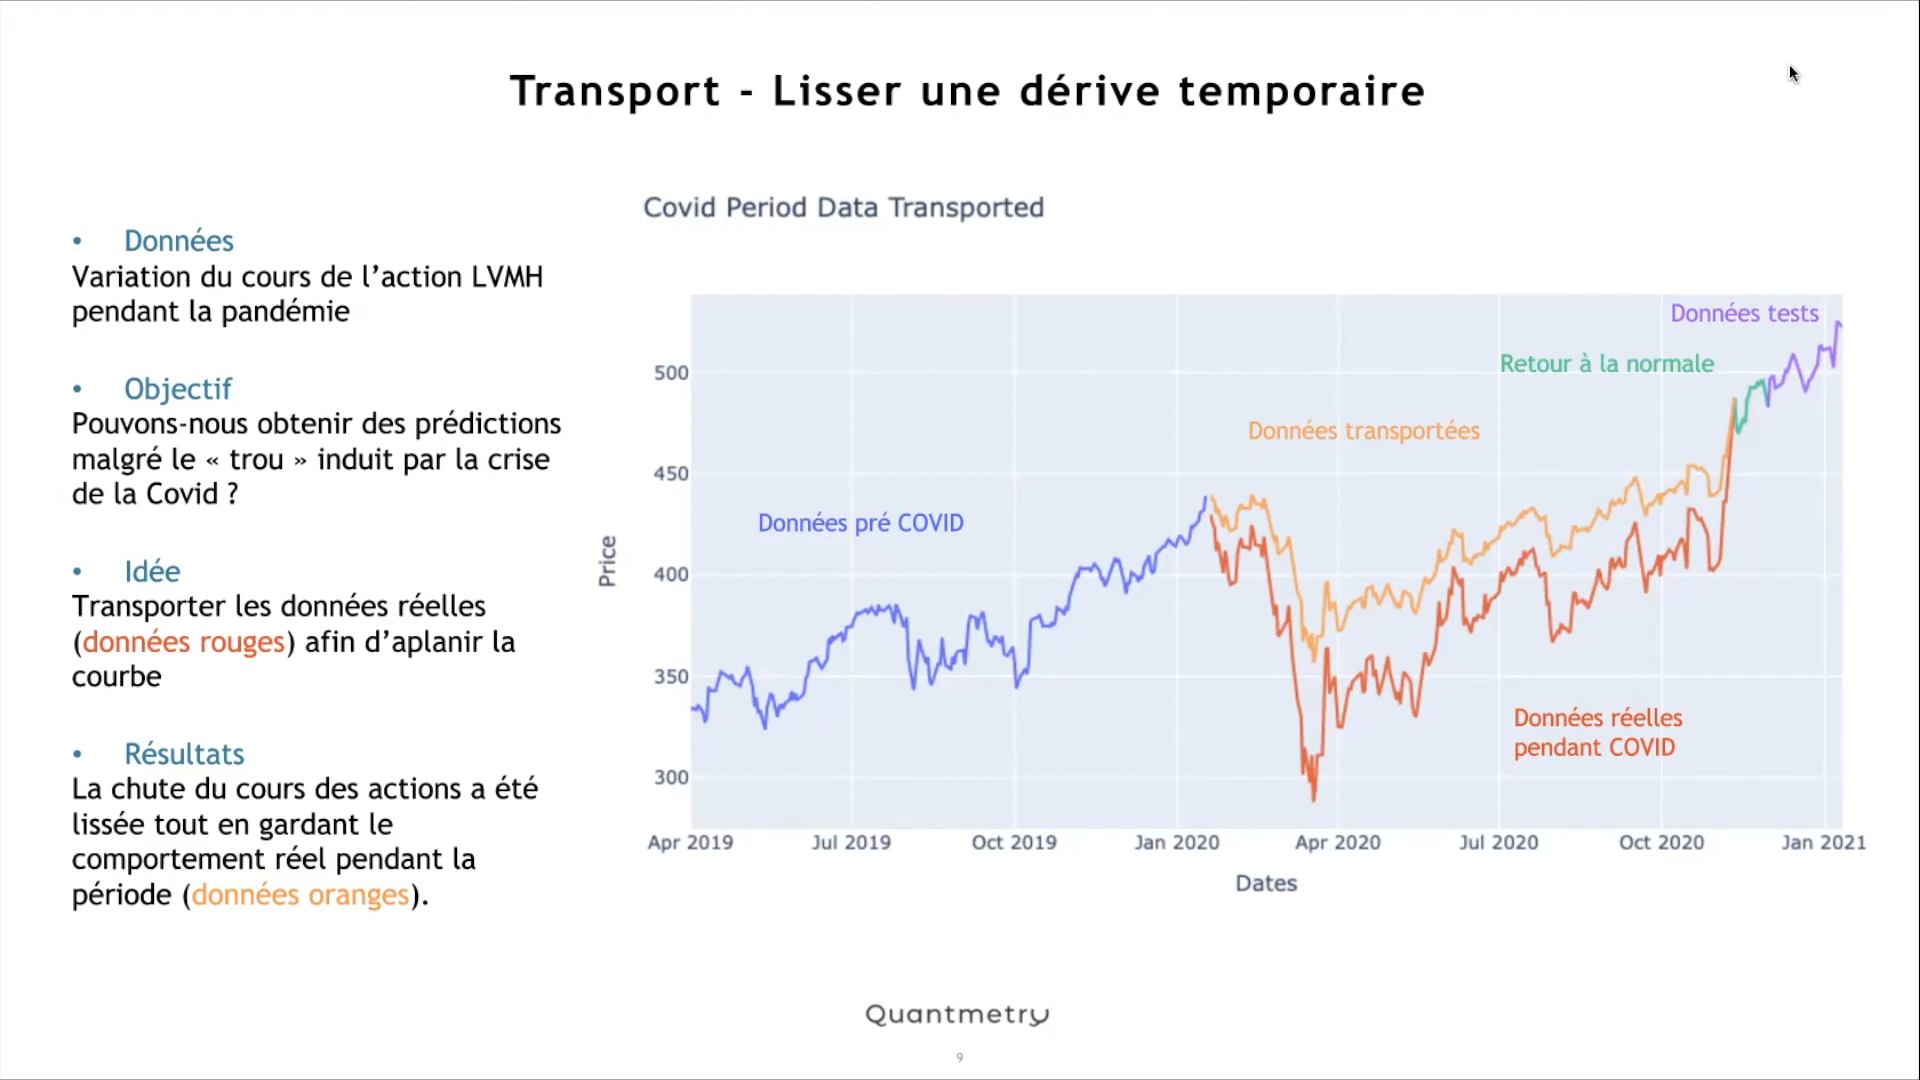 Transport - Lisser une dérive temporaire
• Données
Variation du cours de l’action LVMH
pendant la pandémie
• Objectif
Pouvons-nous obtenir des prédictions
malgré le « trou » induit par la crise
de la Covid ?
• Idée
Transporter les données réelles
(données rouges) afin d’aplanir la
courbe
• Résultats
La chute du cours des actions a été
lissée tout en gardant le
comportement réel pendant la
période (données oranges).
Covid Period Data Transported
Données tests
Retour à la normale
Données transportées
Données pré COVID
Données réelles
pendant COVID
Price
500
450
400
350
300
Apr 2019 Jul 2019 Oct 2019 Jan 2020 Apr 2020 Jul 2020 Oct 2020 Jan 2021
Dates
Quantmetry
9